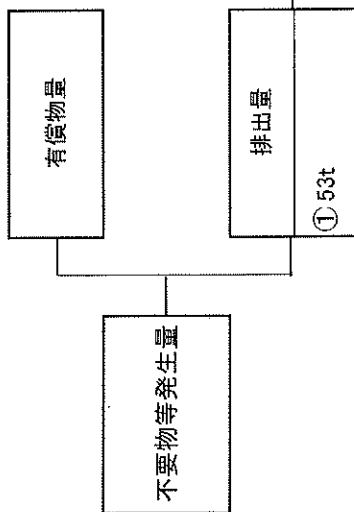 不要物等発生量
有償物量
排出量
①53t